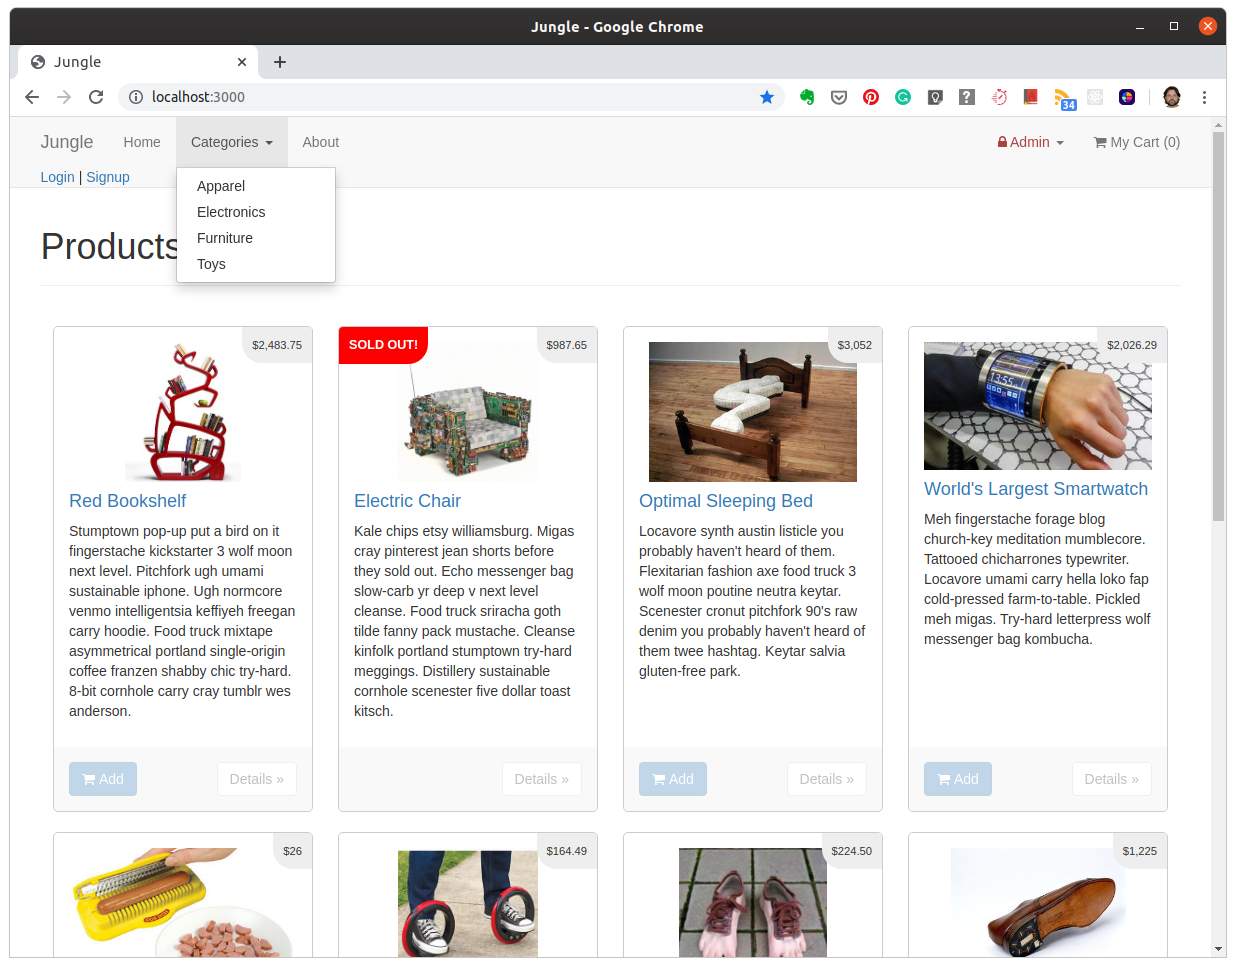 Jungle - Google Chrome
Jungle
localhost:3000
34
Jungle Home Categories About Admin My Cart (0)
Login | Signup
Apparel
Electronics
Furniture
Toys
Products
$2,483.75
Red Bookshelf
Stumptown pop-up put a bird on it
fingerstache kickstarter 3 wolf moon
next level. Pitchfork ugh umami
sustainable iphone. Ugh normcore
venmo intelligentsia keffiyeh freegan
carry hoodie. Food truck mixtape
asymmetrical portland single-origin
coffee franzen shabby chic try-hard.
8-bit cornhole carry cray tumblr wes
anderson.
Add Details »
SOLD OUT!
$987.65
Electric Chair
Kale chips etsy williamsburg. Migas
cray pinterest jean shorts before
they sold out. Echo messenger bag
slow-carb yr deep v next level
cleanse. Food truck sriracha goth
tilde fanny pack mustache. Cleanse
kinfolk portland stumptown try-hard
meggings. Distillery sustainable
cornhole scenester five dollar toast
kitsch.
Details »
$3,052
Optimal Sleeping Bed
Locavore synth austin listicle you
probably haven't heard of them.
Flexitarian fashion axe food truck 3
wolf moon poutine neutra keytar.
Scenester cronut pitchfork 90's raw
denim you probably haven't heard of
them twee hashtag. Keytar salvia
gluten-free park.
Add Details »
$2,026.29
13:55
World's Largest Smartwatch
Meh fingerstache forage blog
church-key meditation mumblecore.
Tattooed chicharrones typewriter.
Locavore umami carry hella loko fap
cold-pressed farm-to-table. Pickled
meh migas. Try-hard letterpress wolf
messenger bag kombucha.
Add Details »
$26
$164.49
$224.50
$1,225